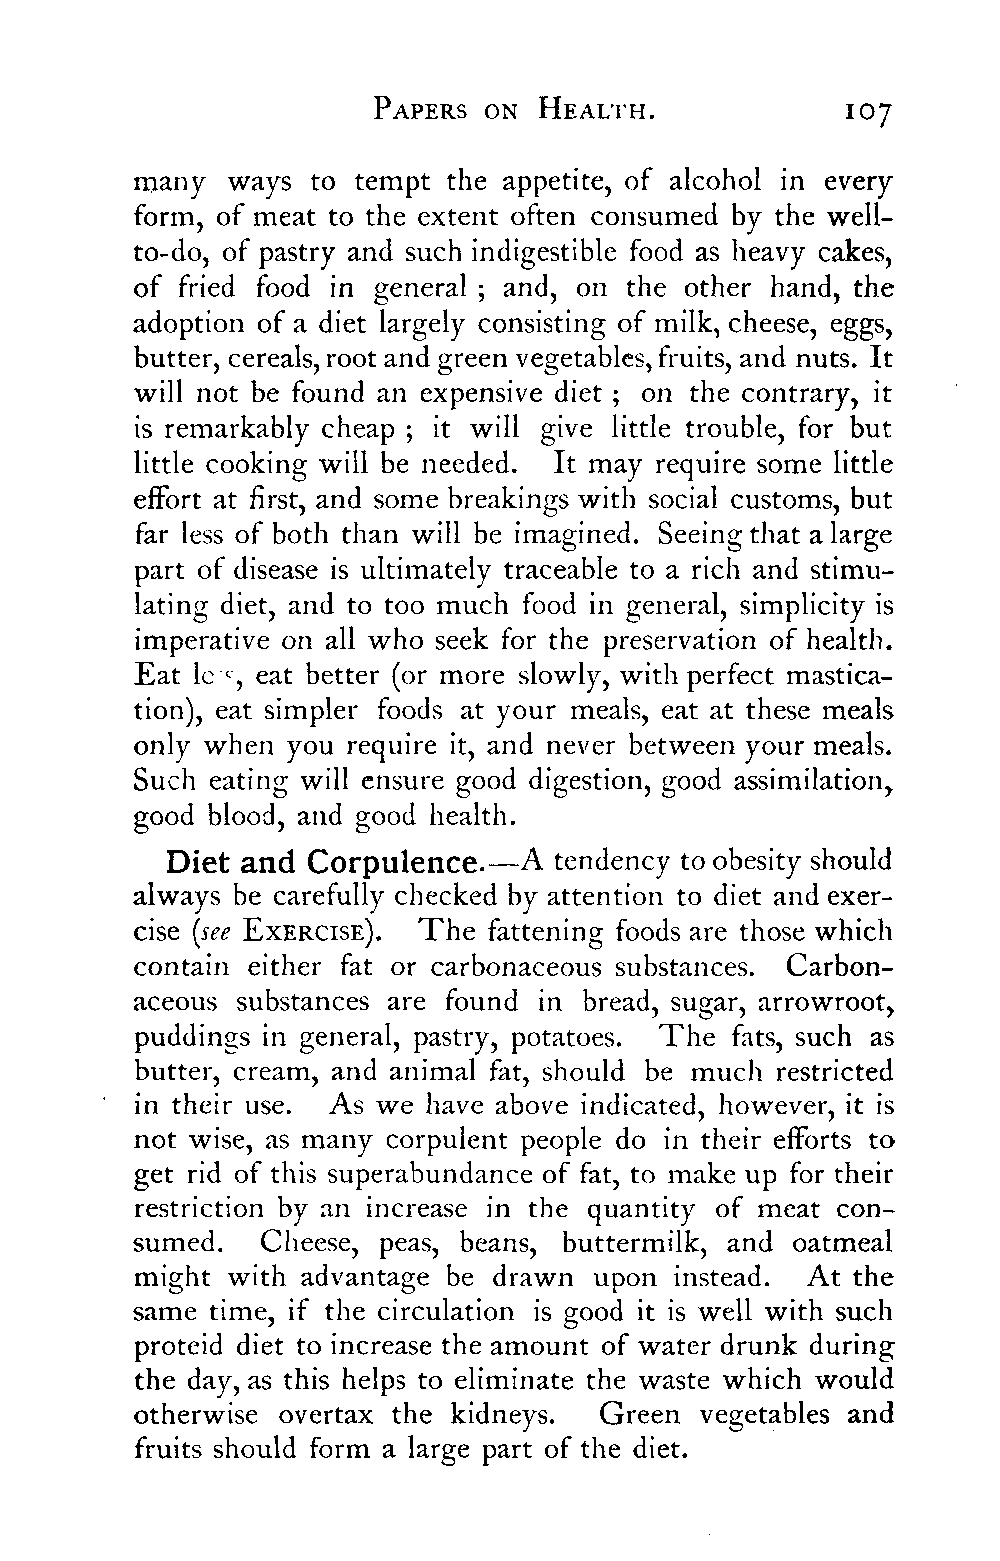 PAPERS ON HEALTH. 107
many ways to tempt the appetite, of alcohol in every
form, of meat to the extent often consumed by the well-
to-do, of pastry and such indigestible food as heavy cakes,
of fried food in general ; and, on the other hand, the
adoption of a diet largely consisting of milk, cheese, eggs,
butter, cereals, root and green vegetables, fruits, and nuts. It
will not be found an expensive diet ; on the contrary, it
is remarkably cheap ; it will give little trouble, for but
little cooking will be needed. It may require some little
effort at first, and some breakings with social customs, but
far less of both than will be imagined. Seeing that a large
part of disease is ultimately traceable to a rich and stimu-
lating diet, and to too much food in general, simplicity is
imperative on all who seek for the preservation of health.
Eat , eat better (or more slowly, with perfect mastica-
tion), eat simpler foods at your meals, eat at these meals
only when you require it, and never between your meals.
Such eating will ensure good digestion, good assimilation,
good blood, and good health.
Diet and Corpulence.—A tendency to obesity should
always be carefully checked by attention to diet and exer-
cise (see EXERCISE). The fattening foods are those which
contain either fat or carbonaceous substances. Carbon-
aceous substances are found in bread, sugar, arrowroot,
puddings in general, pastry, potatoes. The fats, such as
butter, cream, and animal fat, should be much restricted
in their use. As we have above indicated, however, it is
not wise, as many corpulent people do in their efforts to
get rid of this superabundance of fat, to make up for their
restriction by an increase in the quantity of meat con-
sumed. Cheese, peas, beans, buttermilk, and oatmeal
might with advantage be drawn upon instead. At the
same time, if the circulation is good it is well with such
proteid diet to increase the amount of water drunk during
the day, as this helps to eliminate the waste which would
otherwise overtax the kidneys. Green vegetables and
fruits should form a large part of the diet.